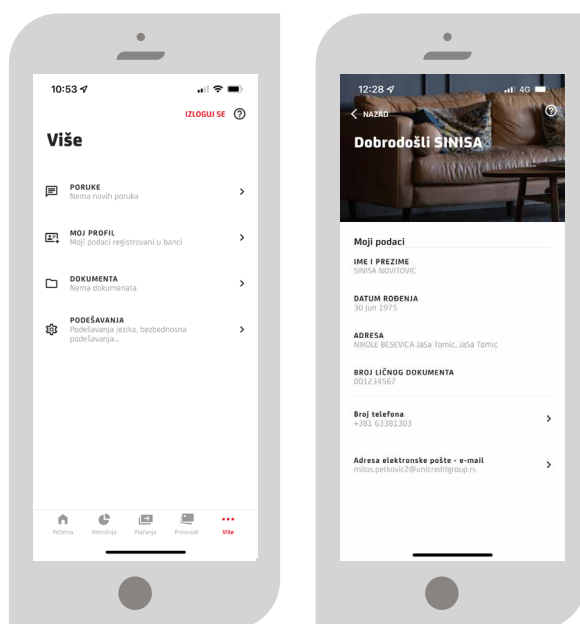 10:53
IZLOGUJ SE
Više
PORUKE
Nema novih poruka
MOJ PROFIL
Moji podaci registrovani u banci
DOKUMENTA
Nema dokumenata
PODEŠAVANJA
Podešavanja jezika, bezbednosna
podešavanja...
Početna Potrošnja Plaćanja Proizvodi Više
12:28 4G
NAZAD
Dobrodošli SINISA
Moji podaci
IME I PREZIME
SINISA NOVITOVIC
DATUM ROĐENJA
30 jun 1975
ADRESA
NIKOLE BESEVICA JaSa Tomic, JaSa Tomic
BROJ LIČNOG DOKUMENTA
001234567
Broj telefona
+381 63381303
Adresa elektronske pošte - e-mail
milos.petkovic2@unicreditgroup.rs